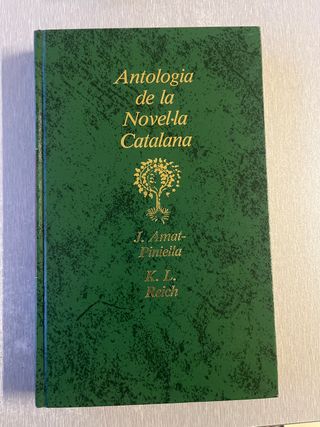 Antologia
de la
Novel·la
Catalana
J. Amat-
Piniella
K. L.
Reich